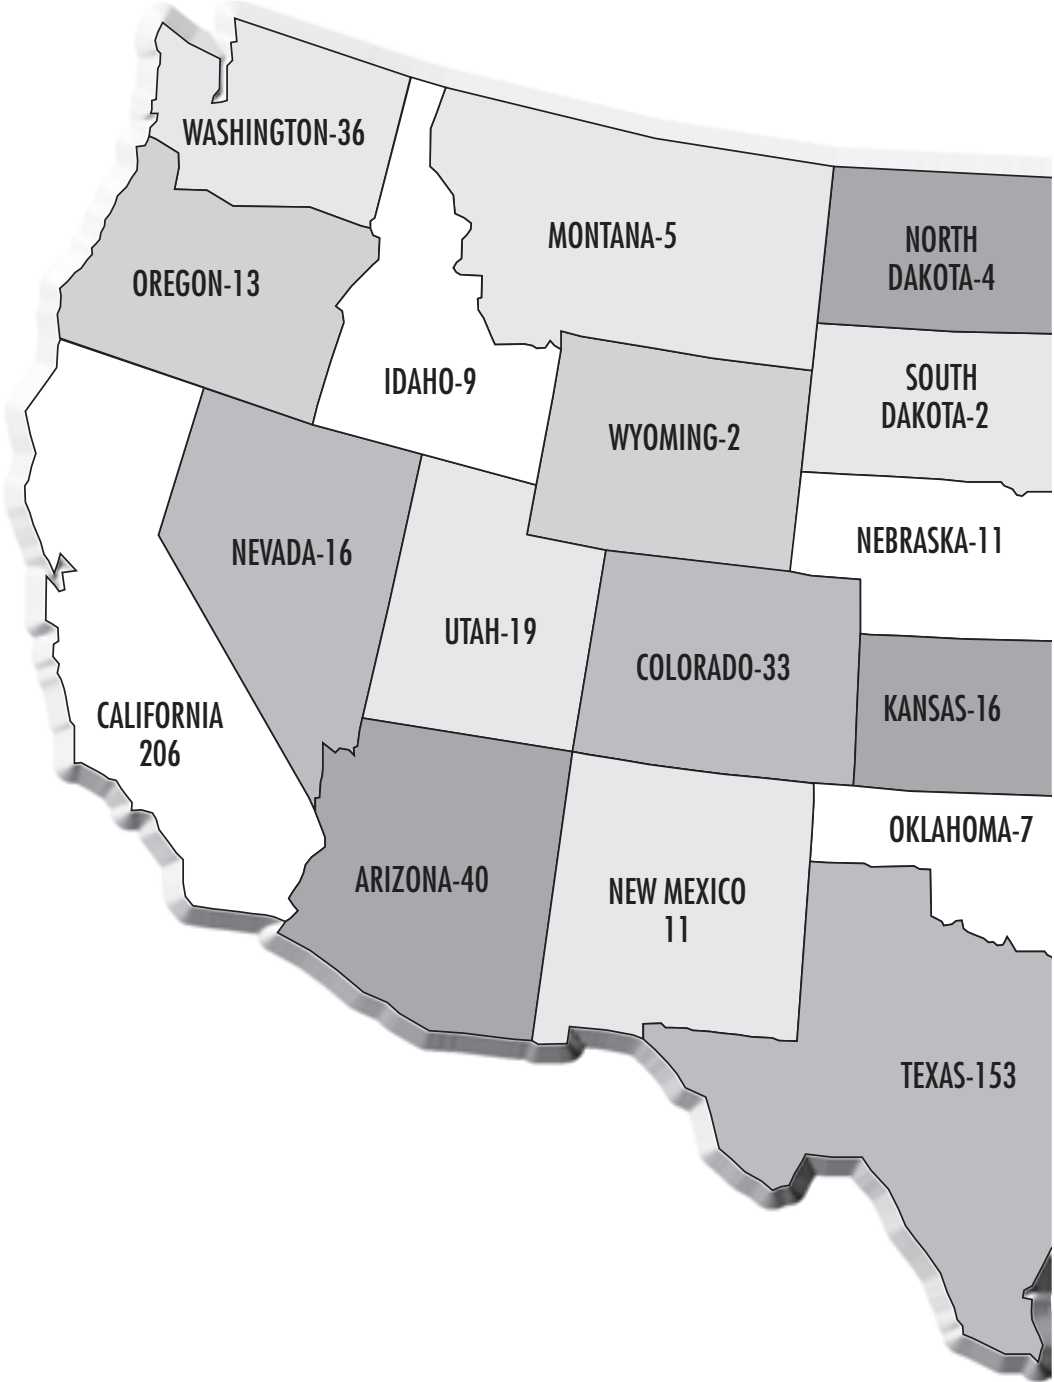 WASHINGTON-36
MONTANA-5
NORTH
DAKOTA-4
OREGON-13
IDAHO-9
SOUTH
DAKOTA-2
WYOMING-2
NEBRASKA-11
NEVADA-16
UTAH-19
COLORADO-33
KANSAS-16
CALIFORNIA
206
OKLAHOMA-7
ARIZONA-40
NEW MEXICO
11
TEXAS-153